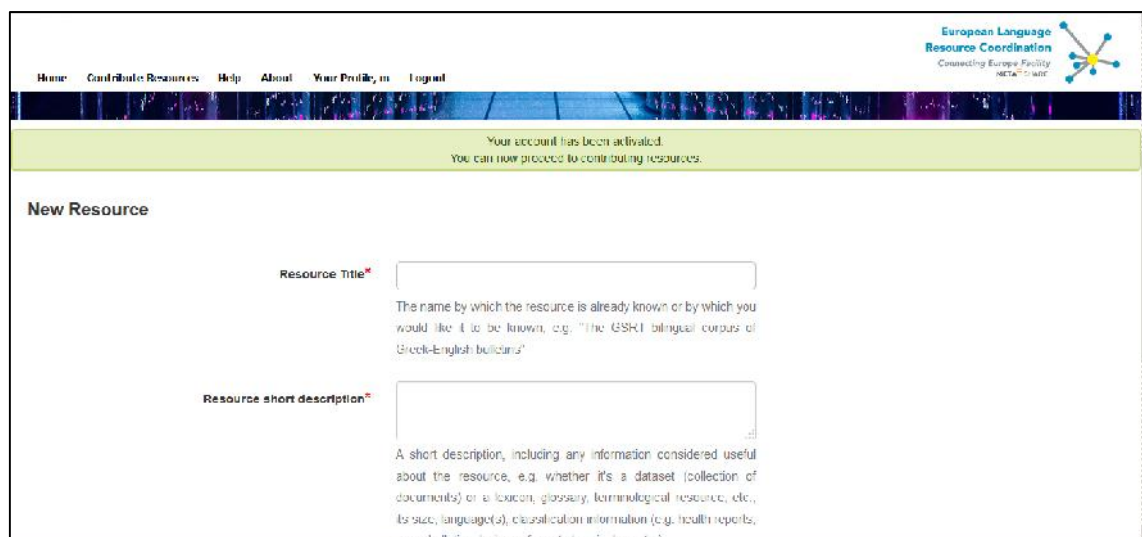 European Language
Resource Coordination
Connecting Europe Facility
META SHARE
Home Contribute Resources Help About Your Profile, m Logout
Your account has been activated.
You can now proceed to contributing resources.
New Resource
Resource Title*
The name by which the resource is already known or by which you
would like it to be known, e.g. "The GSRT bilingual corpus of
Greek-English bulletins"
Resource short description*
A short description, including any information considered useful
about the resource, e.g. whether it's a dataset (collection of
documents) or a lexicon, glossary, terminological resource, etc.,
its size, language(s), classification information (e.g. health reports,